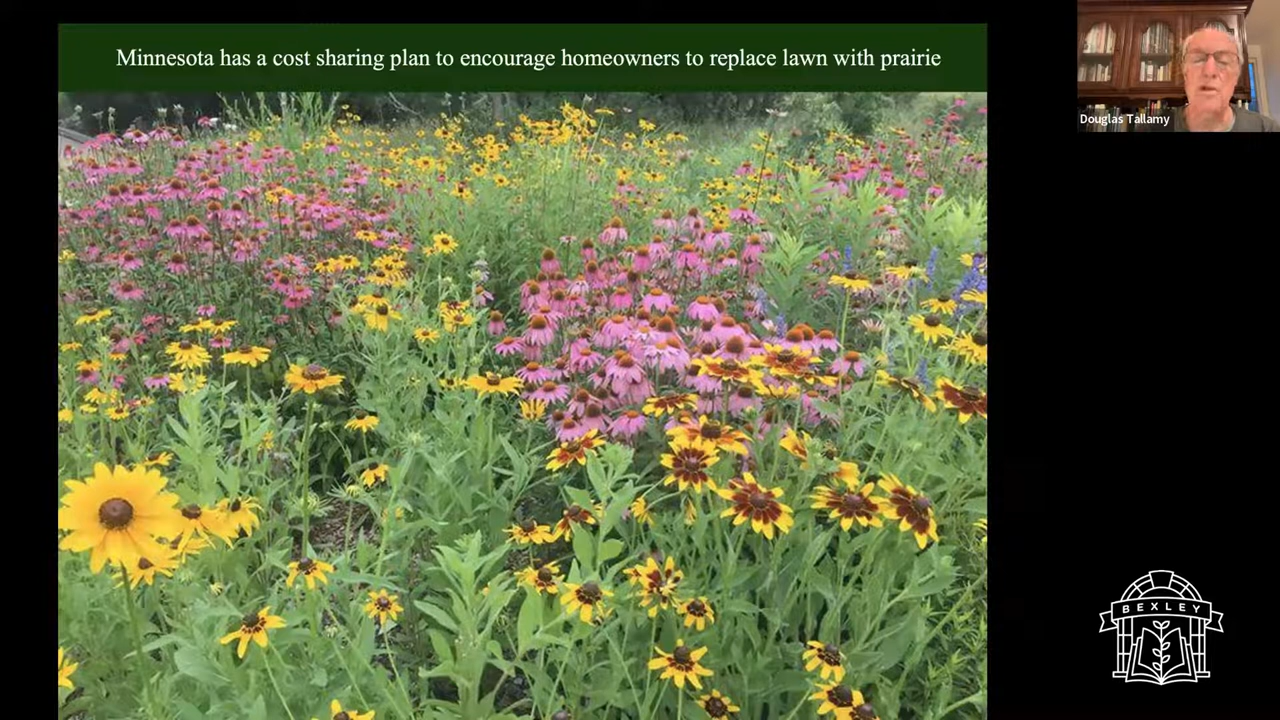 Minnesota has a cost sharing plan to encourage homeowners to replace lawn with prairie
Douglas Tallamy
BEXLEY